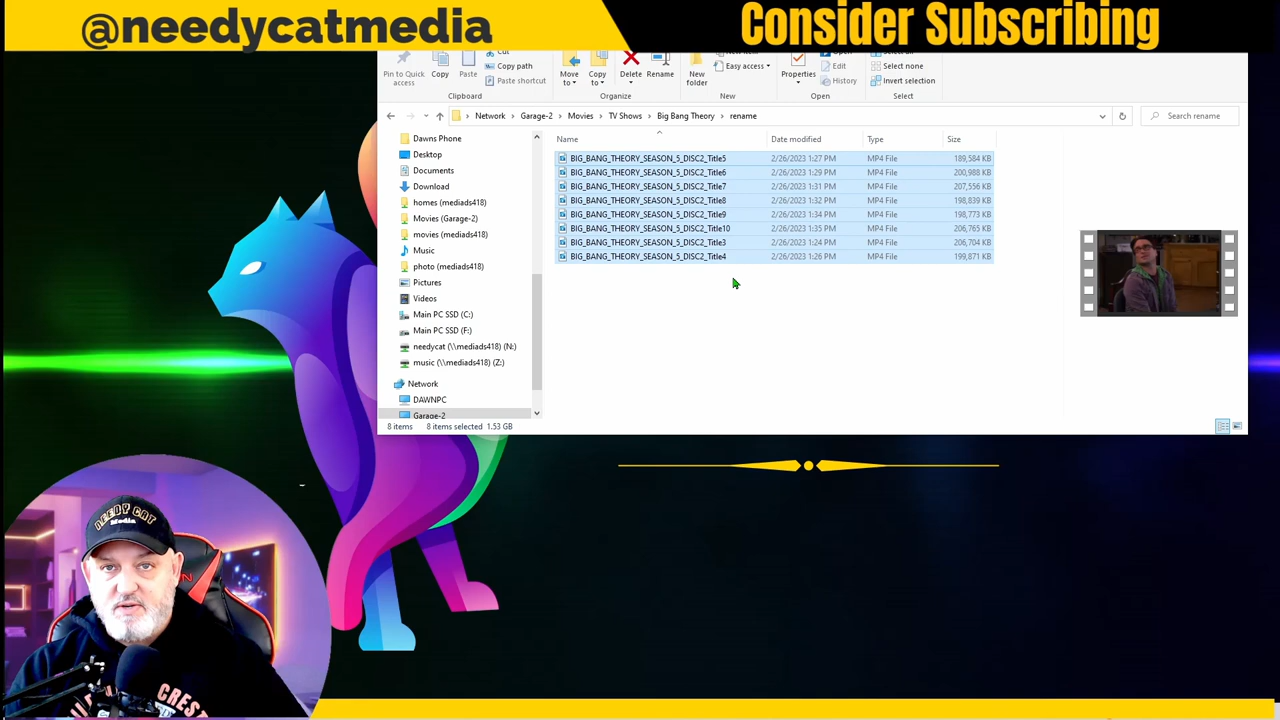 @needycatmedia
Consider Subscribing
Pin to Quick
access
Copy
Paste
Cut
Copy path
Paste shortcut
Clipboard
Move
to
Copy
to
Delete
Rename
Organize
New
folder
Easy access
New
Properties
Open
Edit
History
Open
Select none
Invert selection
Select
Network > Garage-2 > Movies > TV Shows > Big Bang Theory > rename
Search rename
Name Date modified Type Size
Dawns Phone
Desktop
Documents
Download
homes (mediads418)
Movies (Garage-2)
movies (mediads418)
Music
photo (mediads418)
Pictures
Videos
Main PC SSD (C:)
Main PC SSD (F:)
needycat (\\mediads418) (N:)
music (\\mediads418) (Z:)
Network
DAWNPC
Garage-2
BIG_BANG_THEORY_SEASON_5_DISC2_Title5 2/26/2023 1:27 PM MP4 File 189,584 KB
BIG_BANG_THEORY_SEASON_5_DISC2_Title6 2/26/2023 1:29 PM MP4 File 200,988 KB
BIG_BANG_THEORY_SEASON_5_DISC2_Title7 2/26/2023 1:31 PM MP4 File 207,556 KB
BIG_BANG_THEORY_SEASON_5_DISC2_Title8 2/26/2023 1:32 PM MP4 File 198,839 KB
BIG_BANG_THEORY_SEASON_5_DISC2_Title9 2/26/2023 1:34 PM MP4 File 198,773 KB
BIG_BANG_THEORY_SEASON_5_DISC2_Title10 2/26/2023 1:35 PM MP4 File 206,765 KB
BIG_BANG_THEORY_SEASON_5_DISC2_Title3 2/26/2023 1:24 PM MP4 File 206,704 KB
BIG_BANG_THEORY_SEASON_5_DISC2_Title4 2/26/2023 1:26 PM MP4 File 199,871 KB
8 items 8 items selected 1.53 GB
NEEDY CAT
Media